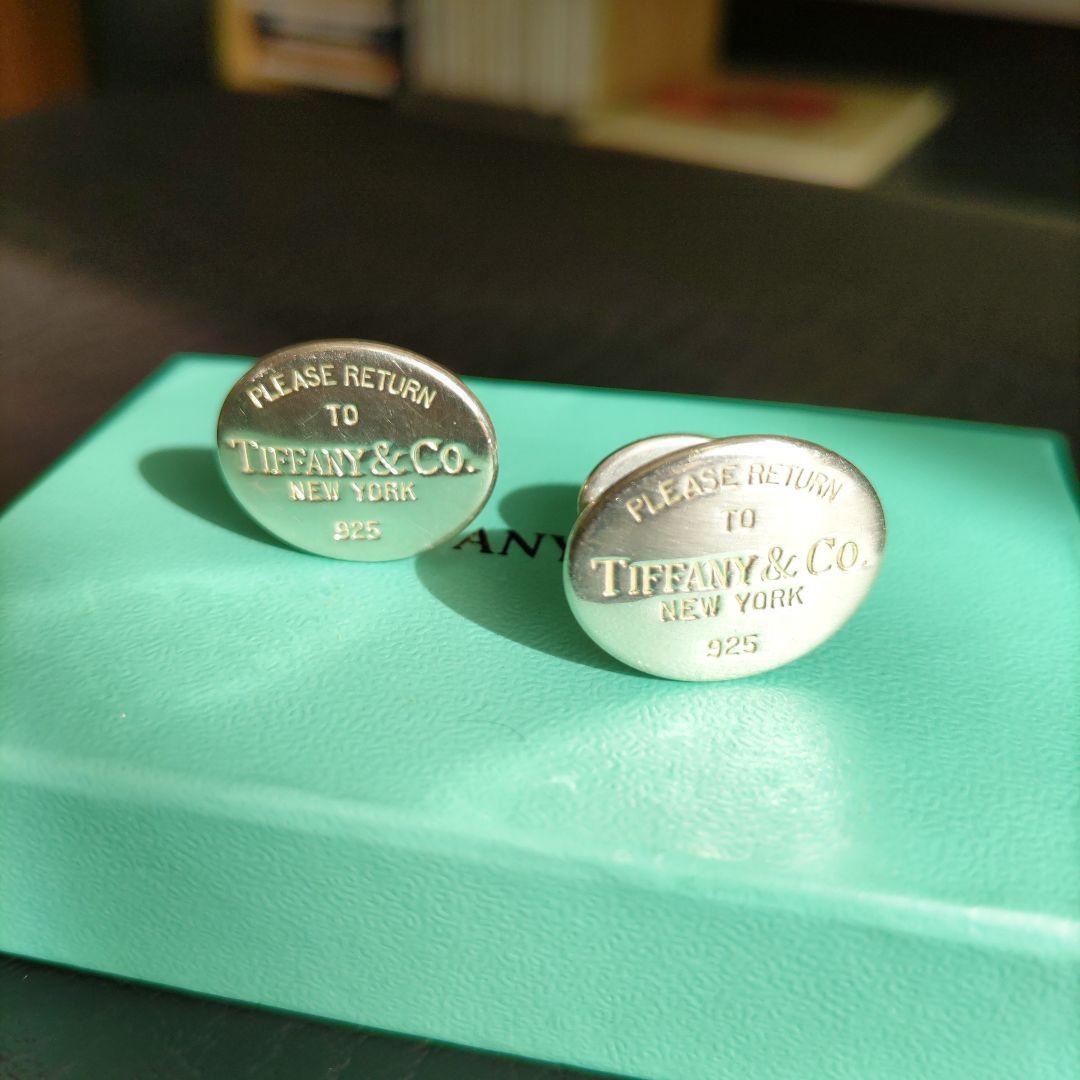 PLEASE RETURN
TO
TIFFANY & CO.
NEW YORK
925
PLEASE RETURN
TO
TIFFANY & CO.
NEW YORK
925
ANY